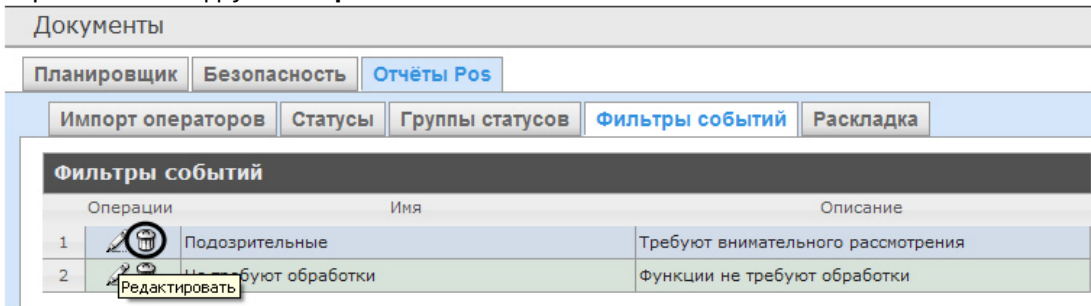 Документы
Планировщик Безопасность Отчёты Pos
Импорт операторов Статусы Группы статусов Фильтры событий Раскладка
Фильтры событий
Операции Имя Описание
1 Подозрительные Требуют внимательного рассмотрения
2 требуют обработки Функции не требуют обработки
Редактировать